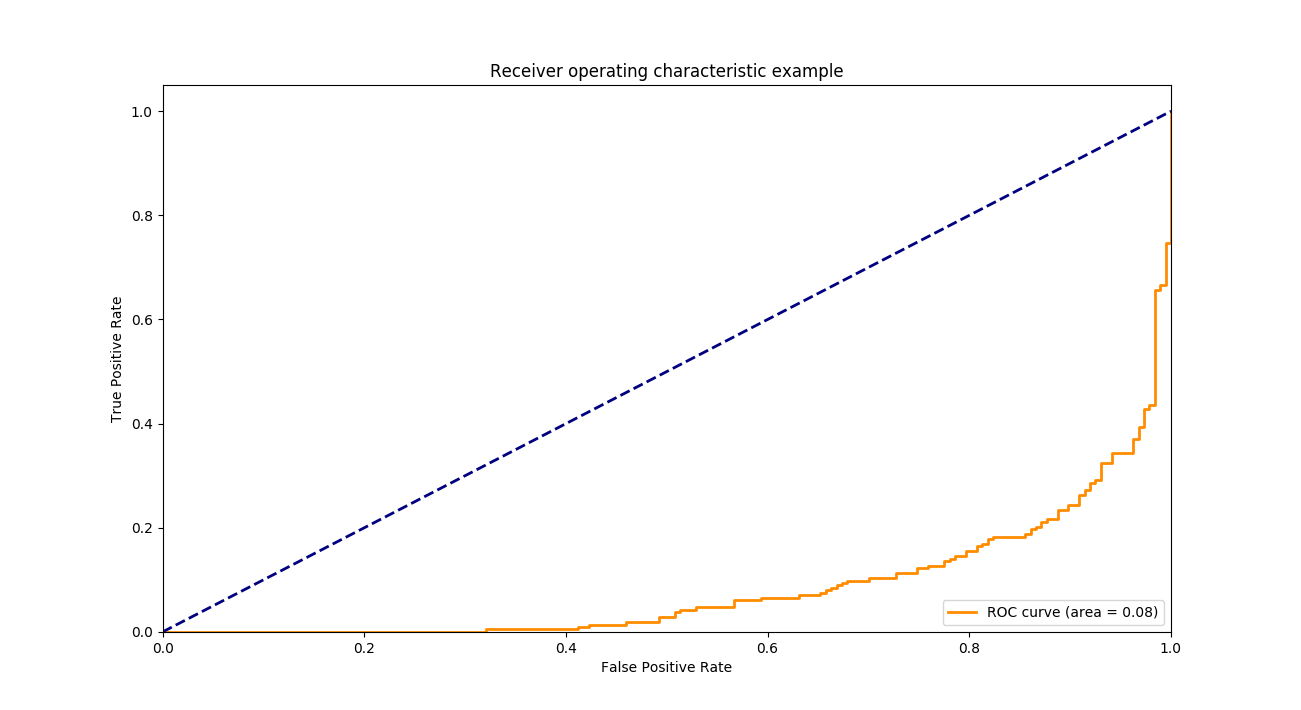 Receiver operating characteristic example
1.0
0.8
0.6
0.4
0.2
0.0
True Positive Rate
ROC curve (area = 0.08)
0.0 0.2 0.4 0.6 0.8 1.0
False Positive Rate